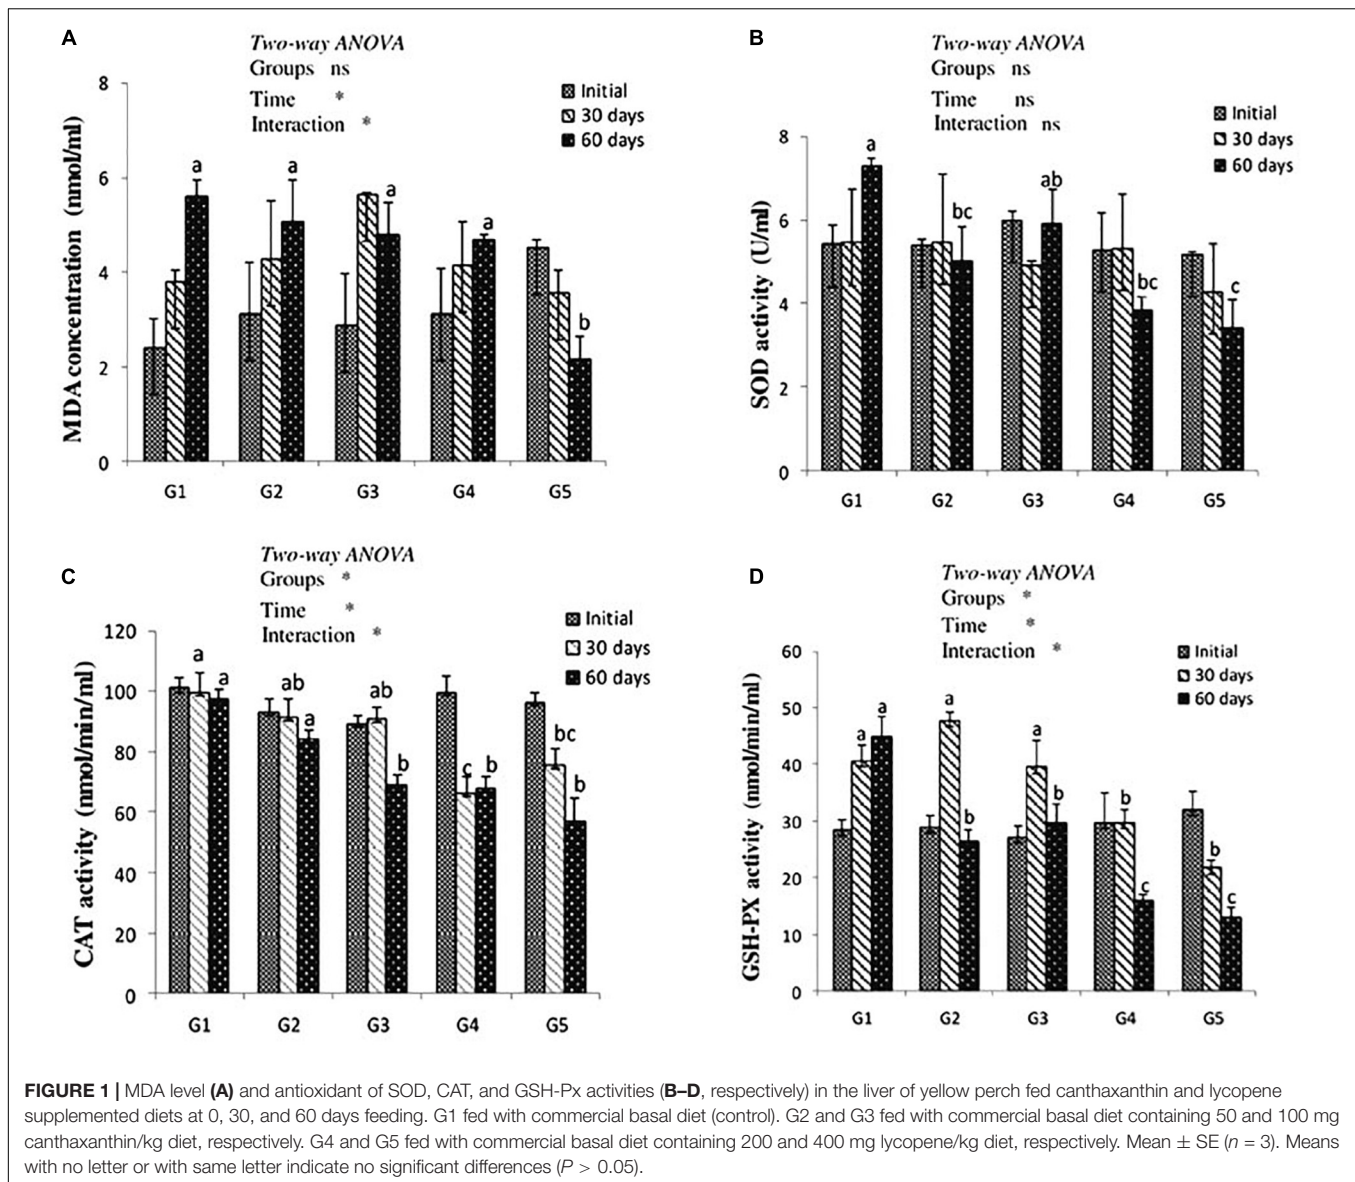 A
Two-way ANOVA
Groups ns
Time *
Interaction *
Initial
30 days
60 days
MDA concentration (nmol/ml)
8
6
4
2
0
a
a
a
a
b
G1 G2 G3 G4 G5
B
Two-way ANOVA
Groups ns
Time ns
Interaction ns
Initial
30 days
60 days
SOD activity (U/ml)
8
6
4
2
0
a
bc
ab
bc
c
G1 G2 G3 G4 G5
C
Two-way ANOVA
Groups *
Time *
Interaction *
Initial
30 days
60 days
CAT activity (nmol/min/ml)
120
100
80
60
40
20
0
a
a
ab
a
ab
b
c
b
bc
b
G1 G2 G3 G4 G5
D
Two-way ANOVA
Groups *
Time *
Interaction *
Initial
30 days
60 days
GSH-PX activity (nmol/min/ml)
60
50
40
30
20
10
0
a
a
a
b
a
b
b
c
b
c
G1 G2 G3 G4 G5
FIGURE 1 | MDA level (A) and antioxidant of SOD, CAT, and GSH-Px activities (B–D, respectively) in the liver of yellow perch fed canthaxanthin and lycopene
supplemented diets at 0, 30, and 60 days feeding. G1 fed with commercial basal diet (control). G2 and G3 fed with commercial basal diet containing 50 and 100 mg
canthaxanthin/kg diet, respectively. G4 and G5 fed with commercial basal diet containing 200 and 400 mg lycopene/kg diet, respectively. Mean ± SE (n = 3). Means
with no letter or with same letter indicate no significant differences (P > 0.05).